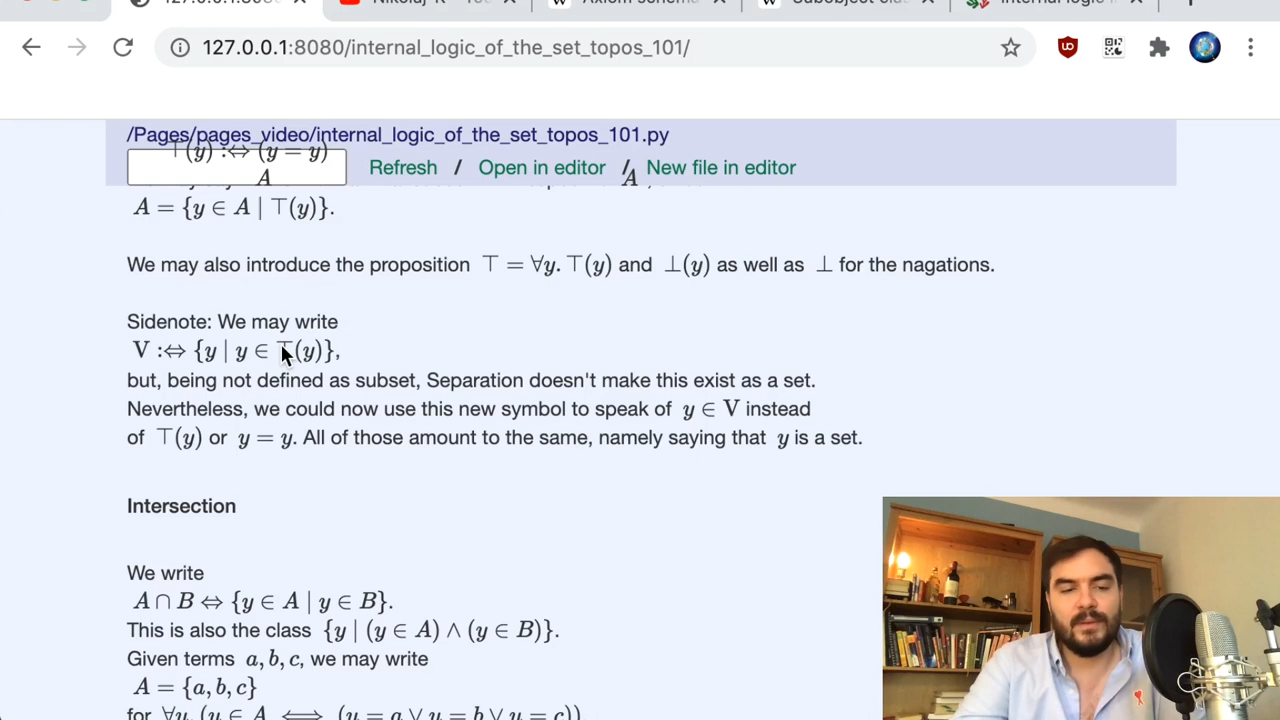 127.0.0.1:8080/internal_logic_of_the_set_topos_101/
/Pages/pages_video/internal_logic_of_the_set_topos_101.py
⊤(y) :⇔ (y = y)
A
Refresh / Open in editor / New file in editor
A
A = {y ∈ A | ⊤(y)}.
We may also introduce the proposition ⊤ = ∀y. ⊤(y) and ⊥(y) as well as ⊥ for the nagations.
Sidenote: We may write
V :⇔ {y | y ∈ ⊤(y)},
but, being not defined as subset, Separation doesn't make this exist as a set.
Nevertheless, we could now use this new symbol to speak of y ∈ V instead
of ⊤(y) or y = y. All of those amount to the same, namely saying that y is a set.
Intersection
We write
A ∩ B ⇔ {y ∈ A | y ∈ B}.
This is also the class {y | (y ∈ A) ∧ (y ∈ B)}.
Given terms a, b, c, we may write
A = {a, b, c}
for ∀y. (y ∈ A ⟺ (y = a ∨ y = b ∨ y = c))